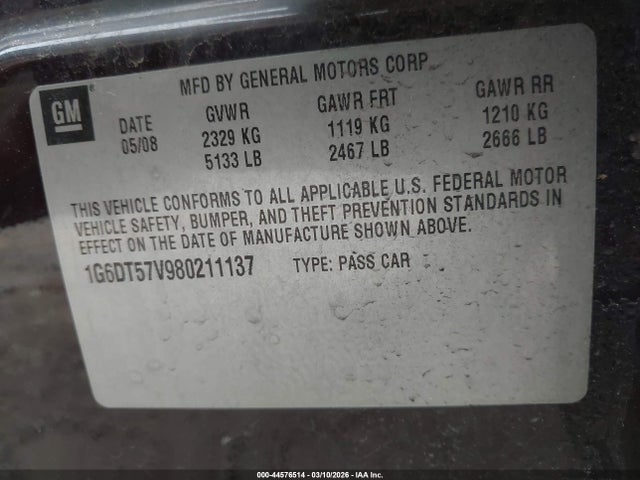 MFD BY GENERAL MOTORS CORP
GM
DATE GVWR GAWR FRT GAWR RR
05/08 2329 KG 1119 KG 1210 KG
5133 LB 2467 LB 2666 LB
THIS VEHICLE CONFORMS TO ALL APPLICABLE U.S. FEDERAL MOTOR
VEHICLE SAFETY, BUMPER, AND THEFT PREVENTION STANDARDS IN
EFFECT ON THE DATE OF MANUFACTURE SHOWN ABOVE.
1G6DT57V980211137 TYPE: PASS CAR
000-44576514 - 03/10/2026 - IAA Inc.